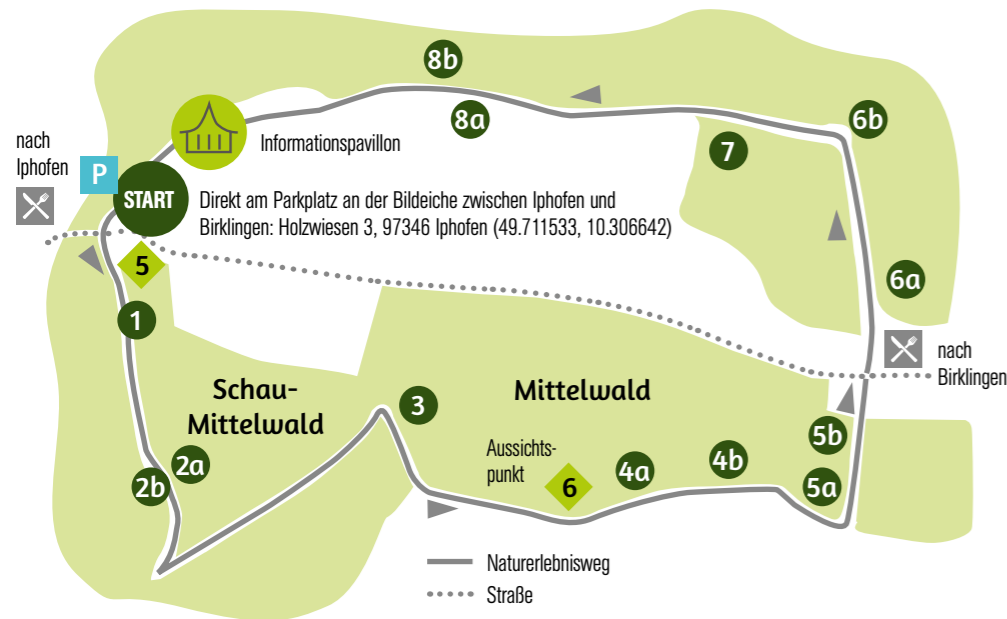 8b
8a
6b
7
nach
Iphofen
P
Informationspavillon
START
Direkt am Parkplatz an der Bildeiche zwischen Iphofen und
Birklingen: Holzwiesen 3, 97346 Iphofen (49.711533, 10.306642)
5
6a
1
nach
Birklingen
Schau-
Mittelwald
3
Mittelwald
2a
2b
Aussichts-
punkt
6
4a
4b
5b
5a
Naturerlebnisweg
Straße